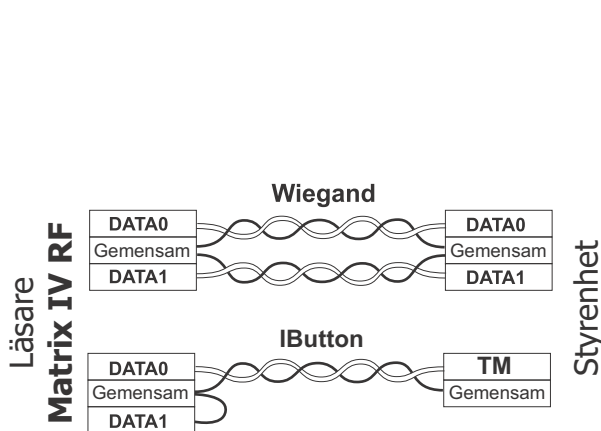 Wiegand
Läsare
Matrix IV RF
DATA0
Gemensam
DATA1
DATA0
Gemensam
DATA1
Styrenhet
IButton
DATA0
Gemensam
DATA1
TM
Gemensam